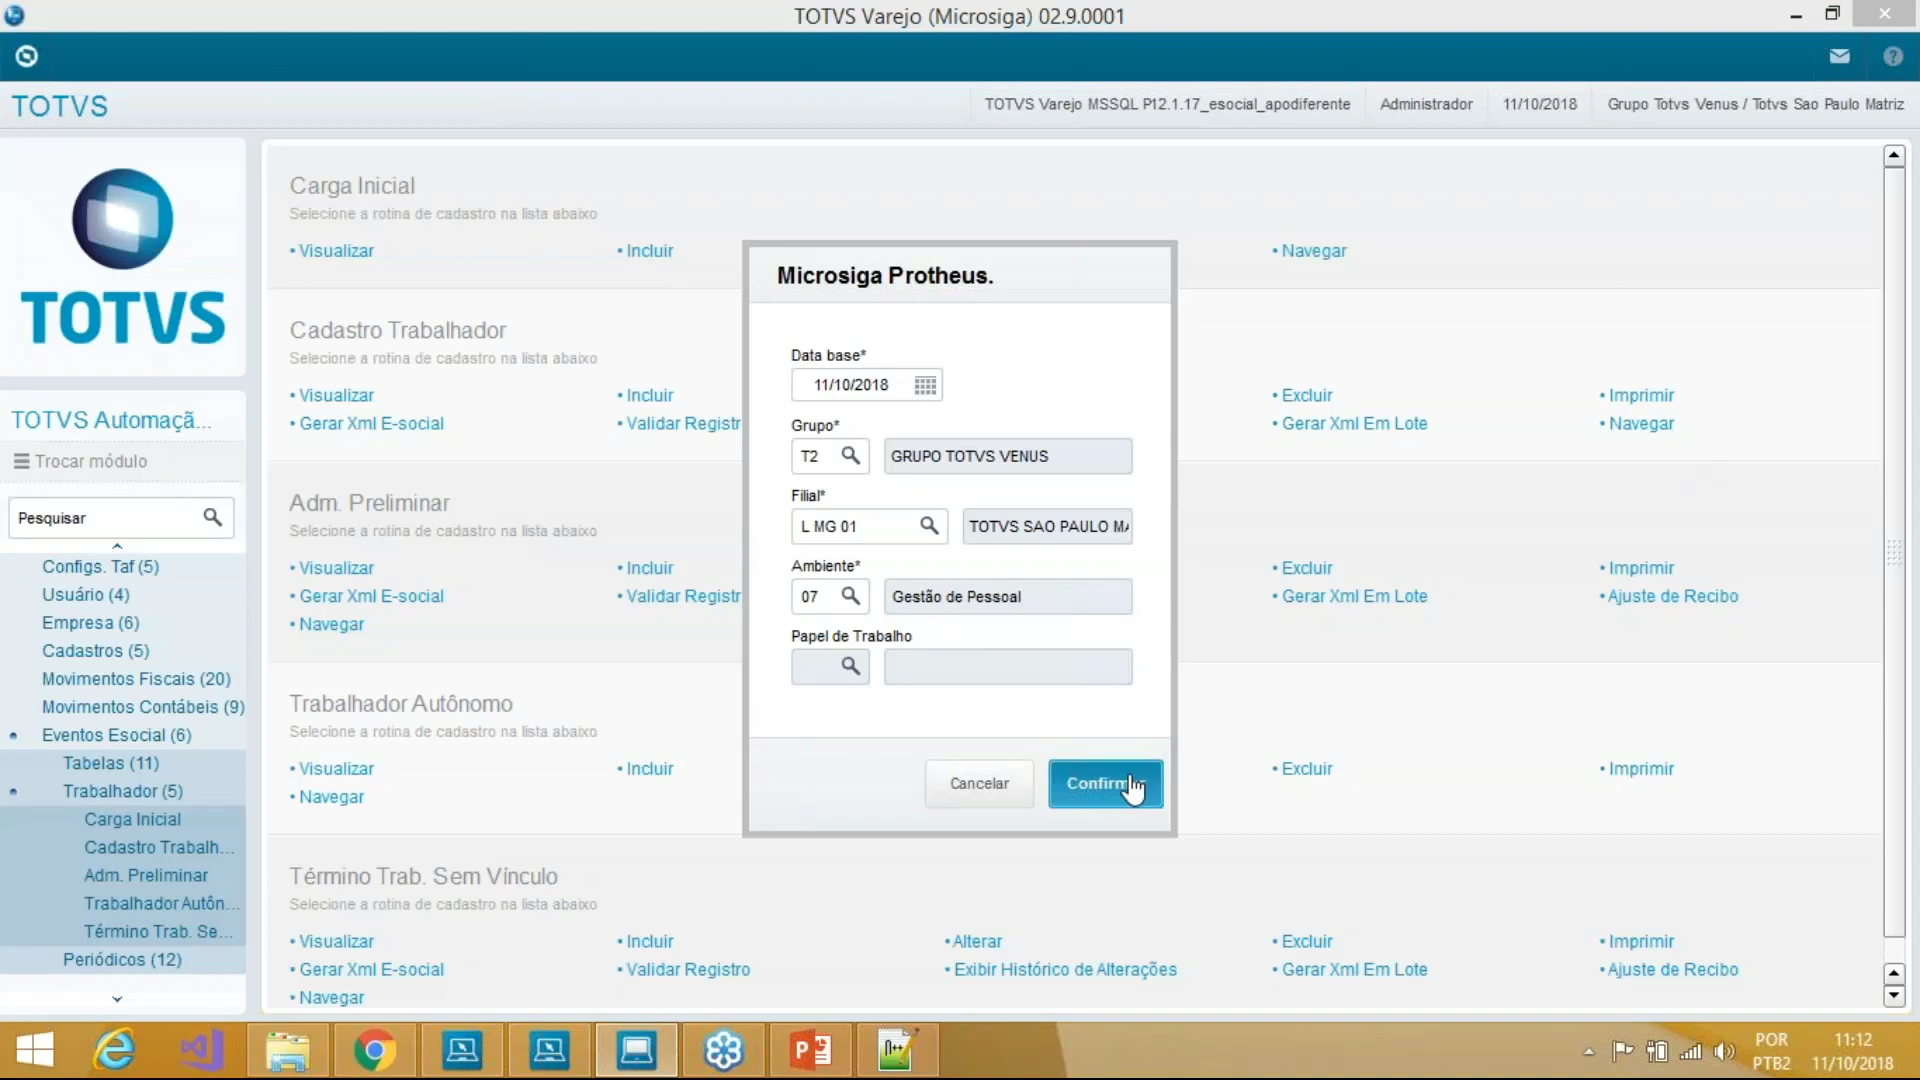 TOTVS Varejo (Microsiga) 02.9.0001
TOTVS
TOTVS Varejo MSSQL P12.1.17_esocial_apodiferente
Administrador
11/10/2018
Grupo Totvs Venus / Totvs Sao Paulo Matriz
TOTVS
TOTVS Automaçã...
Trocar módulo
Pesquisar
Configs. Taf (5)
Usuário (4)
Empresa (6)
Cadastros (5)
Movimentos Fiscais (20)
Movimentos Contábeis (9)
Eventos Esocial (6)
Tabelas (11)
Trabalhador (5)
Carga Inicial
Cadastro Trabalh...
Adm. Preliminar
Trabalhador Autôn...
Término Trab. Se...
Periódicos (12)
Carga Inicial
Selecione a rotina de cadastro na lista abaixo
• Visualizar
• Incluir
• Navegar
Cadastro Trabalhador
Selecione a rotina de cadastro na lista abaixo
• Visualizar
• Incluir
• Excluir
• Imprimir
• Gerar Xml E-social
• Validar Registr
• Gerar Xml Em Lote
• Navegar
Adm. Preliminar
Selecione a rotina de cadastro na lista abaixo
• Visualizar
• Incluir
• Excluir
• Imprimir
• Gerar Xml E-social
• Validar Registr
• Gerar Xml Em Lote
• Ajuste de Recibo
• Navegar
Trabalhador Autônomo
Selecione a rotina de cadastro na lista abaixo
• Visualizar
• Incluir
• Excluir
• Imprimir
• Navegar
Término Trab. Sem Vínculo
Selecione a rotina de cadastro na lista abaixo
• Visualizar
• Incluir
• Alterar
• Excluir
• Imprimir
• Gerar Xml E-social
• Validar Registro
• Exibir Histórico de Alterações
• Gerar Xml Em Lote
• Ajuste de Recibo
• Navegar
Microsiga Protheus.
Data base*
11/10/2018
Grupo*
T2
GRUPO TOTVS VENUS
Filial*
L MG 01
TOTVS SAO PAULO MA
Ambiente*
07
Gestão de Pessoal
Papel de Trabalho
Cancelar
Confirmar
POR
PTB2
11:12
11/10/2018